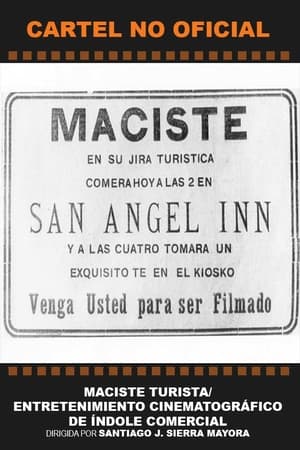 CARTEL NO OFICIAL
MACISTE
EN SU JIRA TURISTICA
COMERA HOY A LAS 2 EN
SAN ANGEL INN
Y A LAS CUATRO TOMARA UN
EXQUISITO TE EN EL KIOSKO
Venga Usted para ser Filmado
MACISTE TURISTA/
ENTRETENIMIENTO CINEMATOGRÁFICO
DE ÍNDOLE COMERCIAL
DIRIGIDA POR SANTIAGO J. SIERRA MAYORA